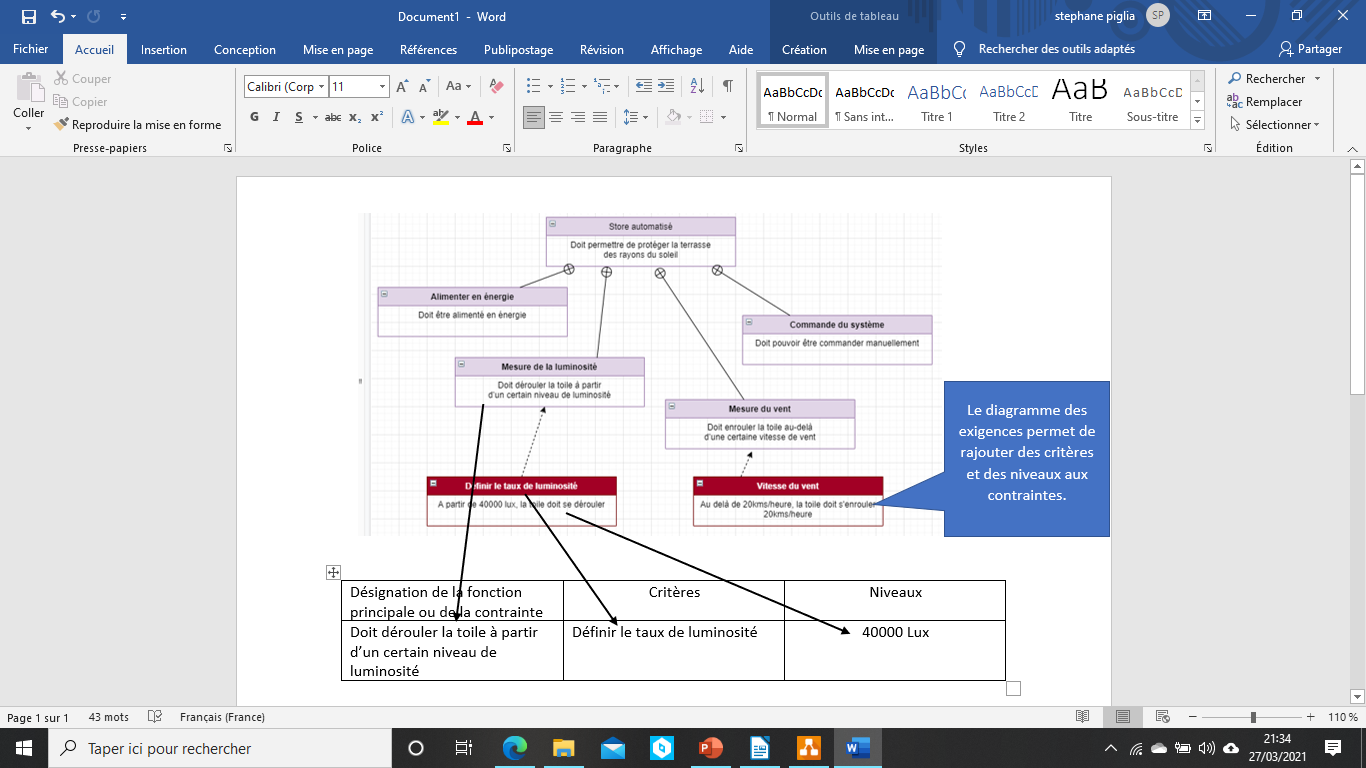 Document1 - Word
Outils de tableau
stephane piglia
SP
Fichier
Accueil
Insertion
Conception
Mise en page
Références
Publipostage
Révision
Affichage
Aide
Création
Mise en page
Rechercher des outils adaptés
Partager
Coller
Couper
Copier
Reproduire la mise en forme
Presse-papiers
Calibri (Corp
11
Aa
G I S abc x₂ x²
A
A
Police
Paragraphe
AaBbCcDc
¶ Normal
AaBbCcDc
¶ Sans int...
AaBbCc
Titre 1
AaBbCcD
Titre 2
AaB
Titre
AaBbCcD
Sous-titre
Styles
Rechercher
Remplacer
Sélectionner
Édition
Store automatisé
Doit permettre de protéger la terrasse
des rayons du soleil
Alimenter en énergie
Doit être alimenté en énergie
Commande du système
Doit pouvoir être commander manuellement
Mesure de la luminosité
Doit dérouler la toile à partir
d'un certain niveau de luminosité
Mesure du vent
Doit enrouler la toile au-delà
d'une certaine vitesse de vent
Définir le taux de luminosité
A partir de 40000 lux, la toile doit se dérouler
Vitesse du vent
Au delà de 20kms/heure, la toile doit s'enrouler
20kms/heure
Le diagramme des
exigences permet de
rajouter des critères
et des niveaux aux
contraintes.
Désignation de la fonction
principale ou de la contrainte
Critères
Niveaux
Doit dérouler la toile à partir
d’un certain niveau de
luminosité
Définir le taux de luminosité
40000 Lux
Page 1 sur 1
43 mots
Français (France)
110 %
Taper ici pour rechercher
21:34
27/03/2021